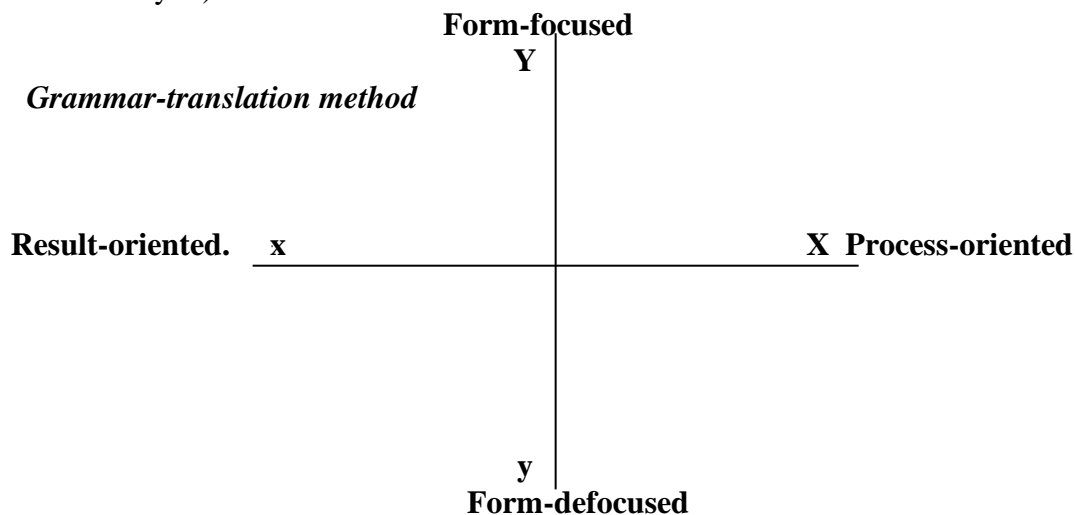 Form-focused
Y
Grammar-translation method
Result-oriented. x X Process-oriented
y
Form-defocused